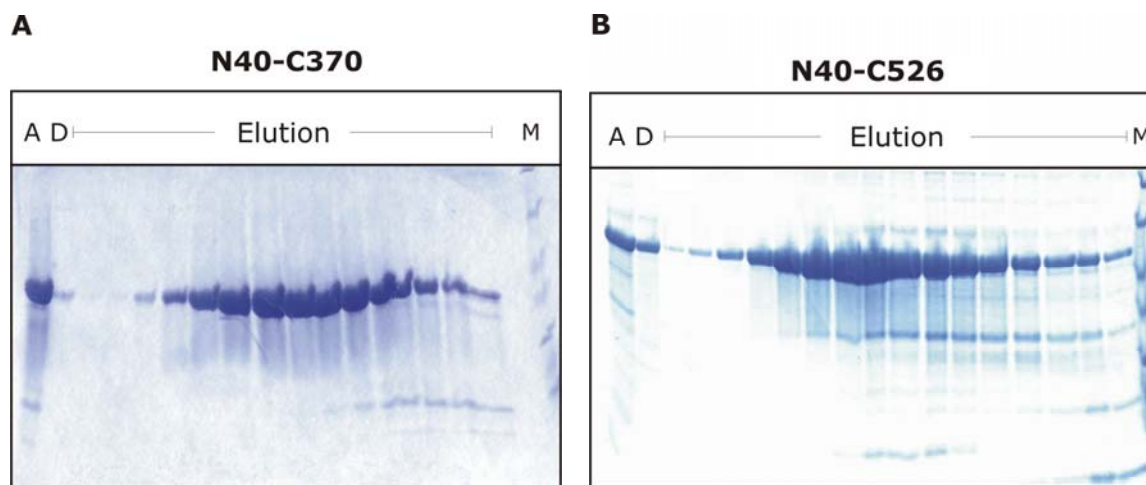 A
N40-C370
A D Elution M
B
N40-C526
A D Elution M